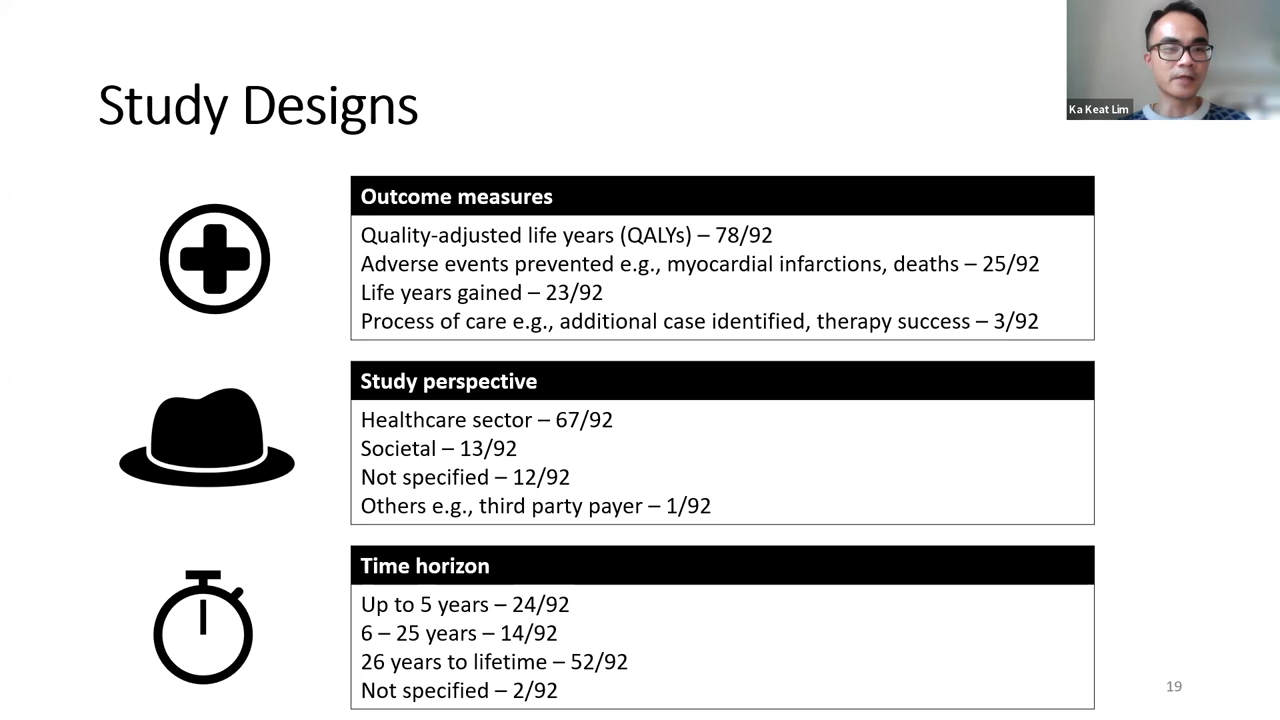 Study Designs
Ka Keat Lim
Outcome measures
Quality-adjusted life years (QALYs) – 78/92
Adverse events prevented e.g., myocardial infarctions, deaths – 25/92
Life years gained – 23/92
Process of care e.g., additional case identified, therapy success – 3/92
Study perspective
Healthcare sector – 67/92
Societal – 13/92
Not specified – 12/92
Others e.g., third party payer – 1/92
Time horizon
Up to 5 years – 24/92
6 – 25 years – 14/92
26 years to lifetime – 52/92
Not specified – 2/92
19